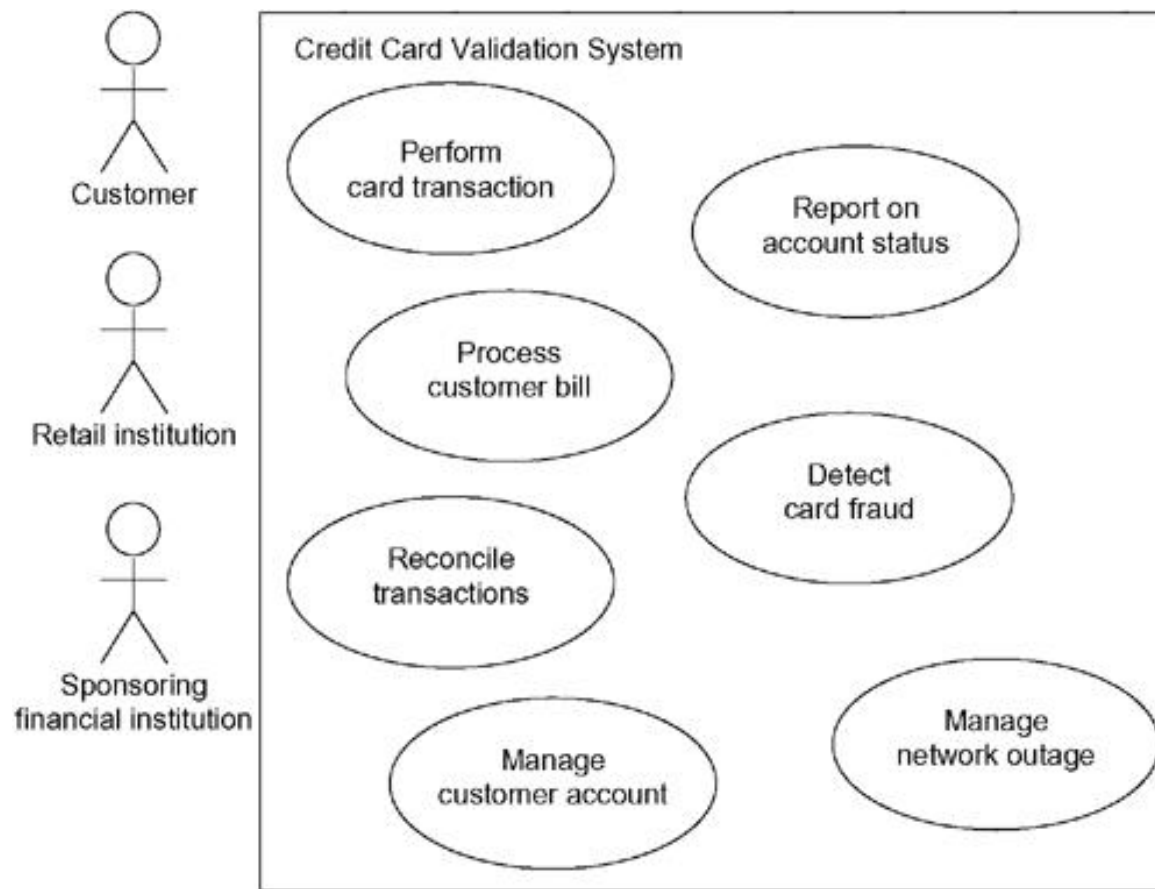 Credit Card Validation System
Customer
Retail institution
Sponsoring
financial institution
Perform
card transaction
Report on
account status
Process
customer bill
Detect
card fraud
Reconcile
transactions
Manage
customer account
Manage
network outage